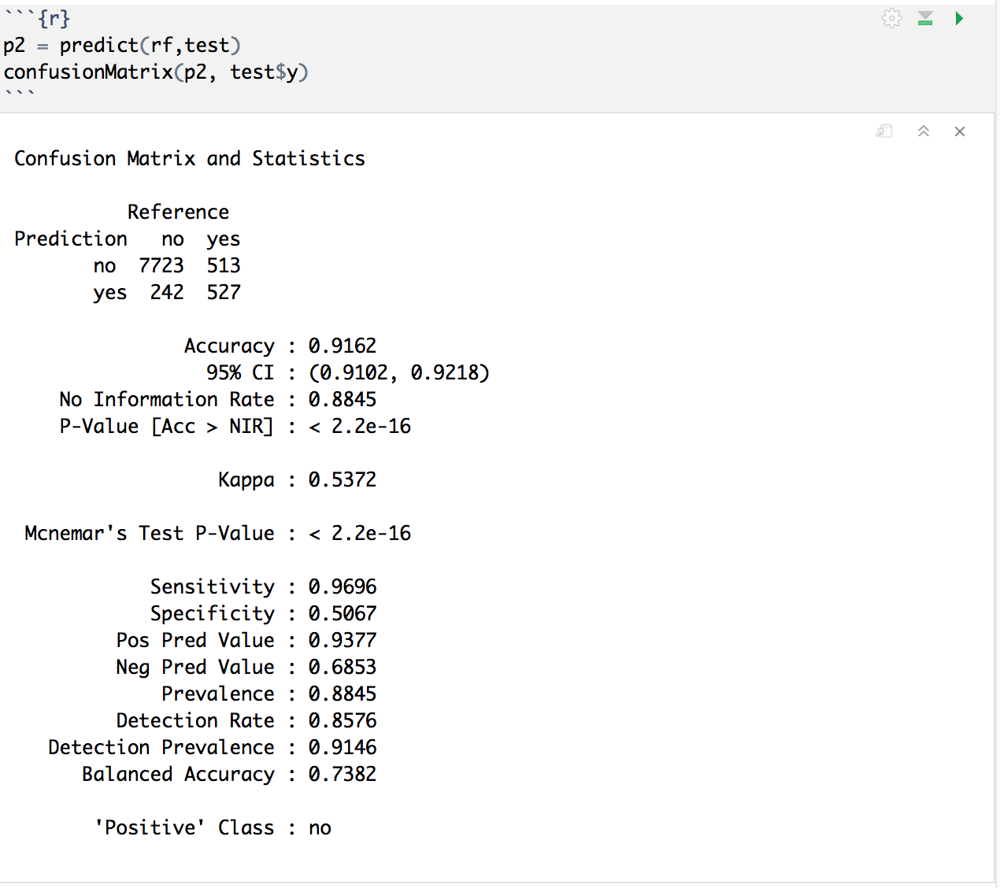 ```{r}
p2 = predict(rf,test)
confusionMatrix(p2, test$y)
```
Confusion Matrix and Statistics
Reference
Prediction no yes
no 7723 513
yes 242 527
Accuracy : 0.9162
95% CI : (0.9102, 0.9218)
No Information Rate : 0.8845
P-Value [Acc > NIR] : < 2.2e-16
Kappa : 0.5372
Mcnemar's Test P-Value : < 2.2e-16
Sensitivity : 0.9696
Specificity : 0.5067
Pos Pred Value : 0.9377
Neg Pred Value : 0.6853
Prevalence : 0.8845
Detection Rate : 0.8576
Detection Prevalence : 0.9146
Balanced Accuracy : 0.7382
'Positive' Class : no